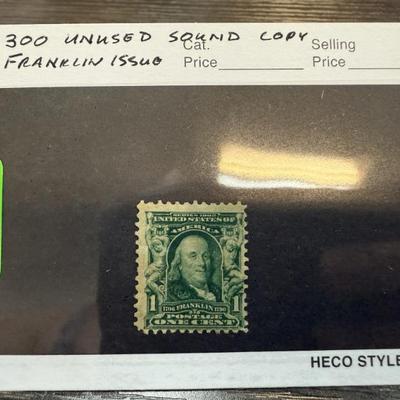 300 UNUSED SOUND COPY
FRANKLIN ISSUE
Cat.
Price
Selling
Price
SERIES 1902
UNITED STATES OF
AMERICA
1 1706 FRANKLIN 1790 1
POSTAGE
ONE CENT
HECO STYLE